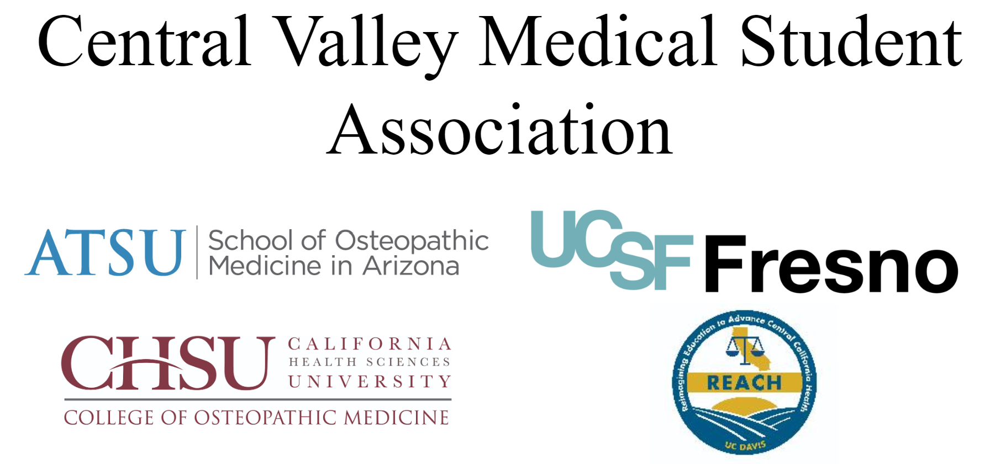 Central Valley Medical Student
Association
ATSU
School of Osteopathic
Medicine in Arizona
UCSF Fresno
CHSU
CALIFORNIA
HEALTH SCIENCES
UNIVERSITY
COLLEGE OF OSTEOPATHIC MEDICINE
Reimagining Education to Advance Central California Health
REACH
UC DAVIS